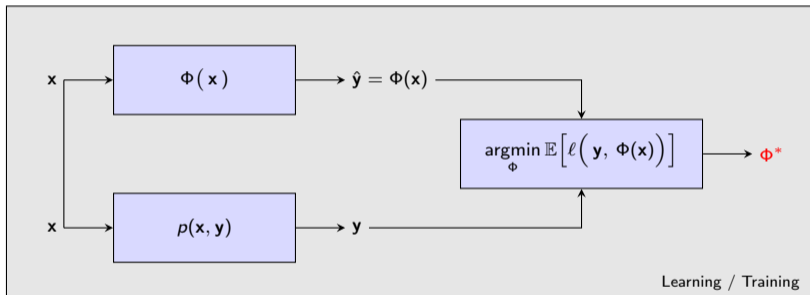 x
Φ( x )
ŷ = Φ(x)
argmin 𝔼[ℓ( y, Φ(x))]
Φ
Φ*
x
p(x, y)
y
Learning / Training